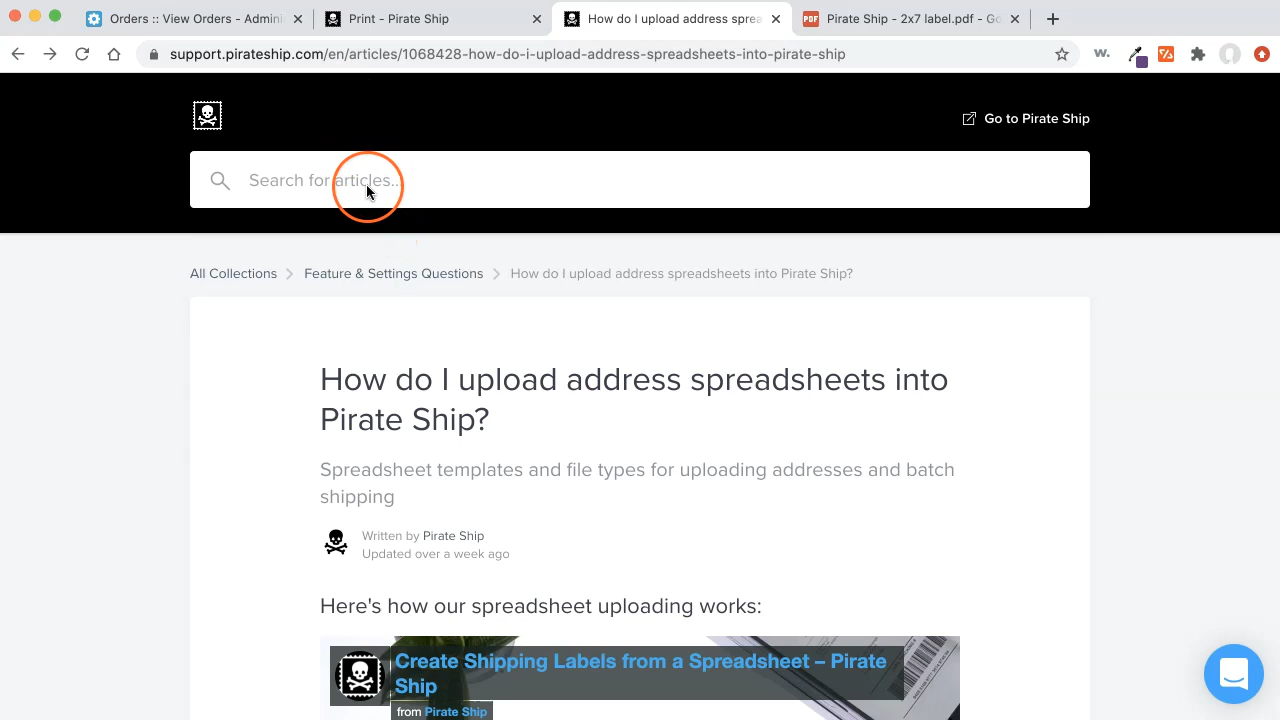 Orders :: View Orders - Admini
Print - Pirate Ship
How do I upload address sprea
PDF
Pirate Ship - 2x7 label.pdf - Go
support.pirateship.com/en/articles/1068428-how-do-i-upload-address-spreadsheets-into-pirate-ship
w.
Go to Pirate Ship
Search for articles...
All Collections
Feature & Settings Questions
How do I upload address spreadsheets into Pirate Ship?
How do I upload address spreadsheets into
Pirate Ship?
Spreadsheet templates and file types for uploading addresses and batch
shipping
Written by Pirate Ship
Updated over a week ago
Here's how our spreadsheet uploading works:
Create Shipping Labels from a Spreadsheet – Pirate
Ship
from Pirate Ship